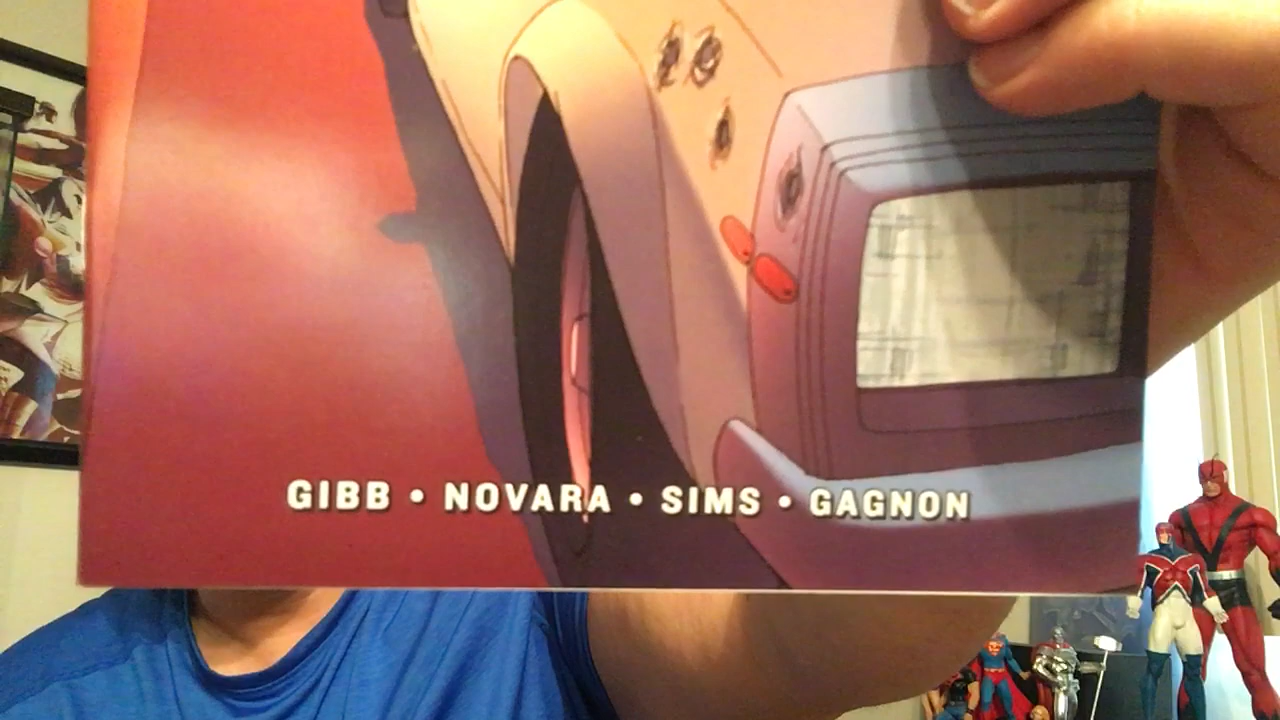 GIBB • NOVARA • SIMS • GAGNON